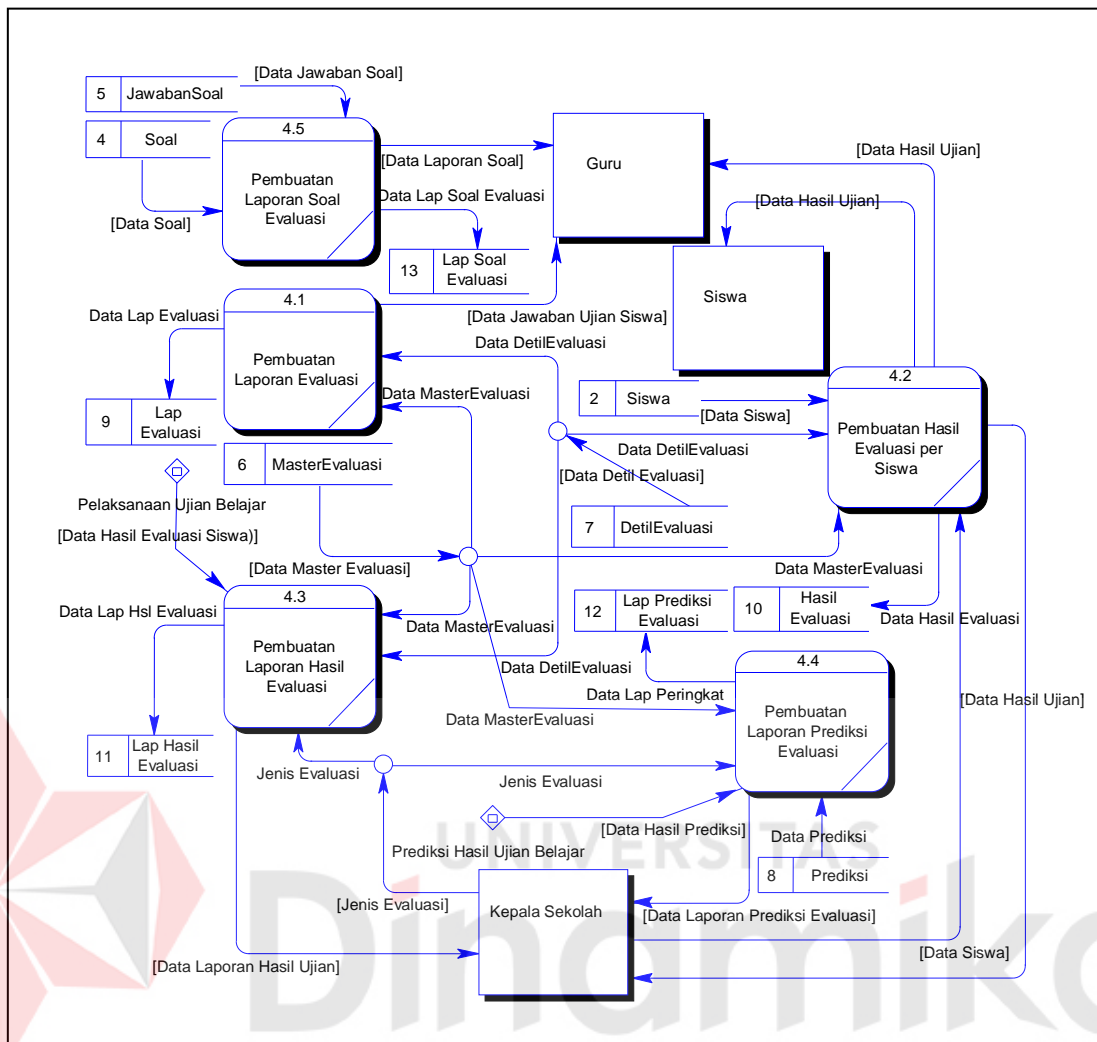 [Data Jawaban Soal]
5 JawabanSoal
4 Soal
4.5
Pembuatan
Laporan Soal
Evaluasi
[Data Soal]
[Data Laporan Soal]
Data Lap Soal Evaluasi
13 Lap Soal
Evaluasi
Guru
[Data Hasil Ujian]
[Data Hasil Ujian]
Siswa
4.1
Pembuatan
Laporan Evaluasi
Data Lap Evaluasi
[Data Jawaban Ujian Siswa]
Data DetilEvaluasi
Data MasterEvaluasi
9 Lap
Evaluasi
6 MasterEvaluasi
2 Siswa
[Data Siswa]
4.2
Pembuatan Hasil
Evaluasi per
Siswa
Data DetilEvaluasi
[Data Detil Evaluasi]
7 DetilEvaluasi
Pelaksanaan Ujian Belajar
[Data Hasil Evaluasi Siswa)]
[Data Master Evaluasi]
Data MasterEvaluasi
4.3
Pembuatan
Laporan Hasil
Evaluasi
Data Lap Hsl Evaluasi
Data MasterEvaluasi
12 Lap Prediksi
Evaluasi
10 Hasil
Evaluasi
Data Hasil Evaluasi
Data DetilEvaluasi
Data Lap Peringkat
Data MasterEvaluasi
4.4
Pembuatan
Laporan Prediksi
Evaluasi
[Data Hasil Ujian]
11 Lap Hasil
Evaluasi
Jenis Evaluasi
Jenis Evaluasi
[Data Hasil Prediksi]
Data Prediksi
Prediksi Hasil Ujian Belajar
8 Prediksi
[Jenis Evaluasi]
Kepala Sekolah
[Data Laporan Prediksi Evaluasi]
[Data Laporan Hasil Ujian]
[Data Siswa]
UNIVERSITAS
Dinamika